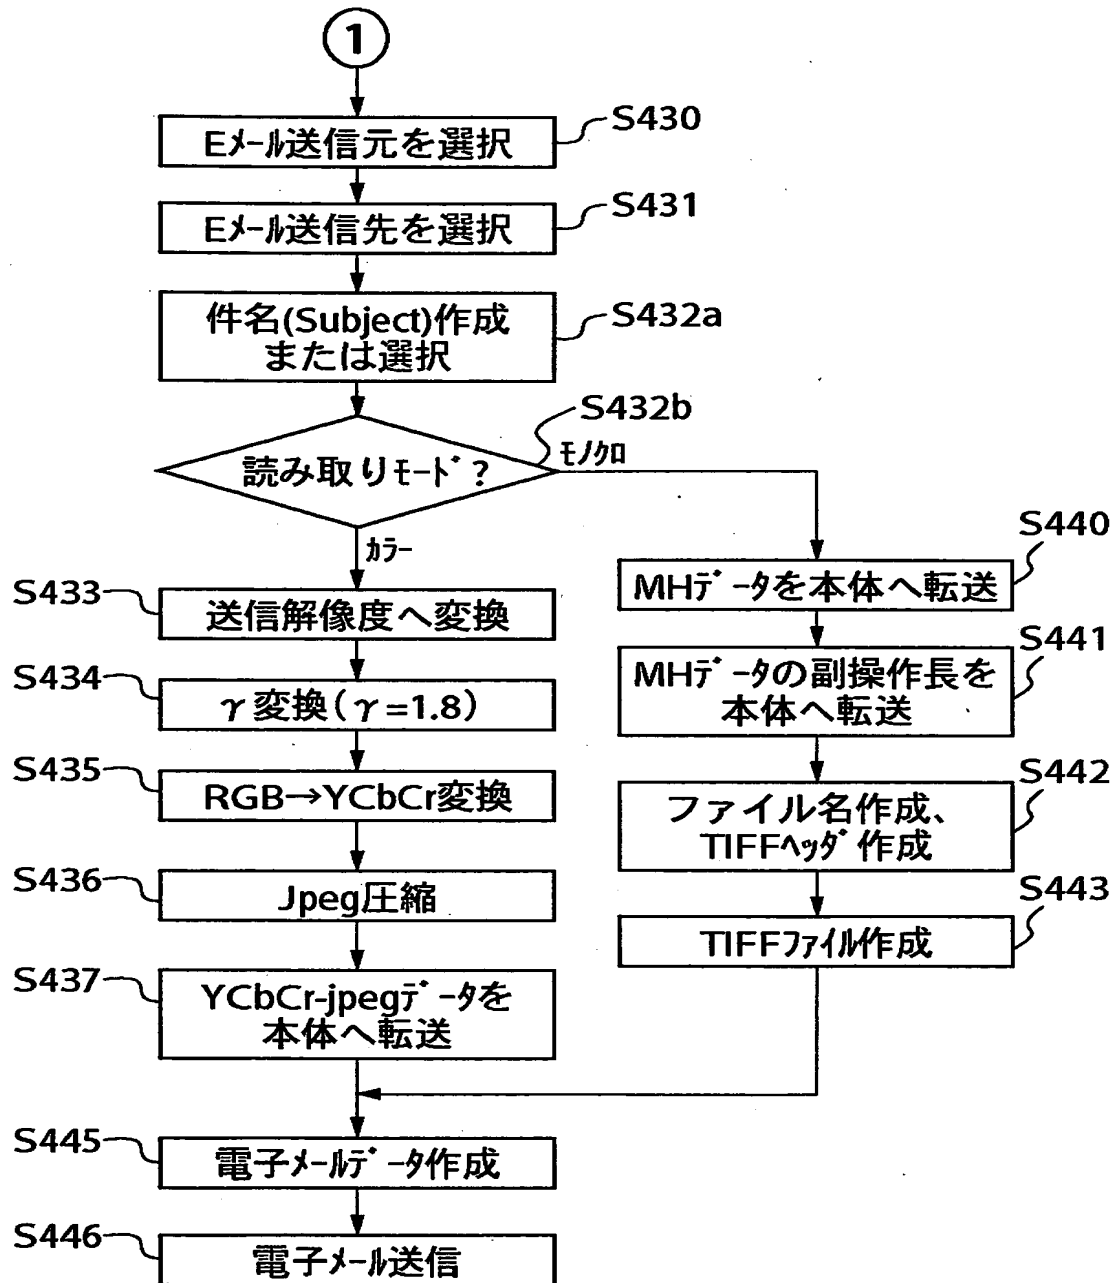 1
S430
Eメール送信元を選択
S431
Eメール送信先を選択
S432a
件名(Subject)作成
または選択
S432b
読み取りモード?
モノクロ
カラー
S433
送信解像度へ変換
S434
γ変換(γ=1.8)
S435
RGB→YCbCr変換
S436
Jpeg圧縮
S437
YCbCr-jpegデータを
本体へ転送
S440
MHデータを本体へ転送
S441
MHデータの副操作長を
本体へ転送
S442
ファイル名作成、
TIFFヘッダ作成
S443
TIFFファイル作成
S445
電子メールデータ作成
S446
電子メール送信